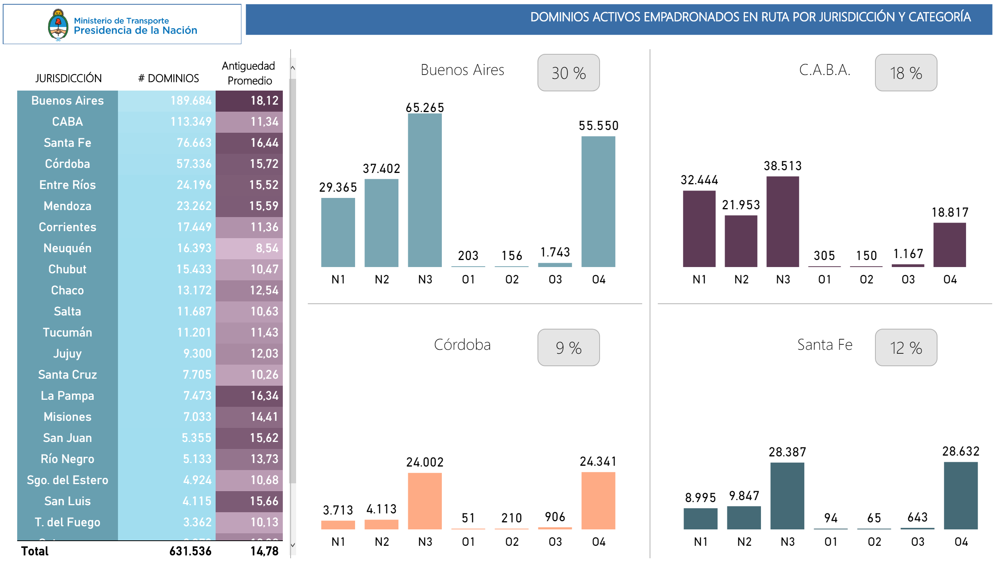 Ministerio de Transporte
Presidencia de la Nación
DOMINIOS ACTIVOS EMPADRONADOS EN RUTA POR JURISDICCIÓN Y CATEGORÍA
JURISDICCIÓN # DOMINIOS Antiguedad Promedio
Buenos Aires 189.684 18,12
CABA 113.349 11,34
Santa Fe 76.663 16,44
Córdoba 57.336 15,72
Entre Ríos 24.196 15,52
Mendoza 23.262 15,59
Corrientes 17.449 11,36
Neuquén 16.393 8,54
Chubut 15.433 10,47
Chaco 13.172 12,54
Salta 11.687 10,63
Tucumán 11.201 11,43
Jujuy 9.300 12,03
Santa Cruz 7.705 10,26
La Pampa 7.473 16,34
Misiones 7.033 14,41
San Juan 5.355 15,62
Río Negro 5.133 13,73
Sgo. del Estero 4.924 10,68
San Luis 4.115 15,66
T. del Fuego 3.362 10,13
Total 631.536 14,78
Buenos Aires 30 %
65.265
55.550
37.402
29.365
203 156 1.743
N1 N2 N3 O1 O2 O3 O4
C.A.B.A. 18 %
38.513
32.444
21.953
18.817
305 150 1.167
N1 N2 N3 O1 O2 O3 O4
Córdoba 9 %
24.002 24.341
3.713 4.113
51 210 906
N1 N2 N3 O1 O2 O3 O4
Santa Fe 12 %
28.387 28.632
8.995 9.847
94 65 643
N1 N2 N3 O1 O2 O3 O4